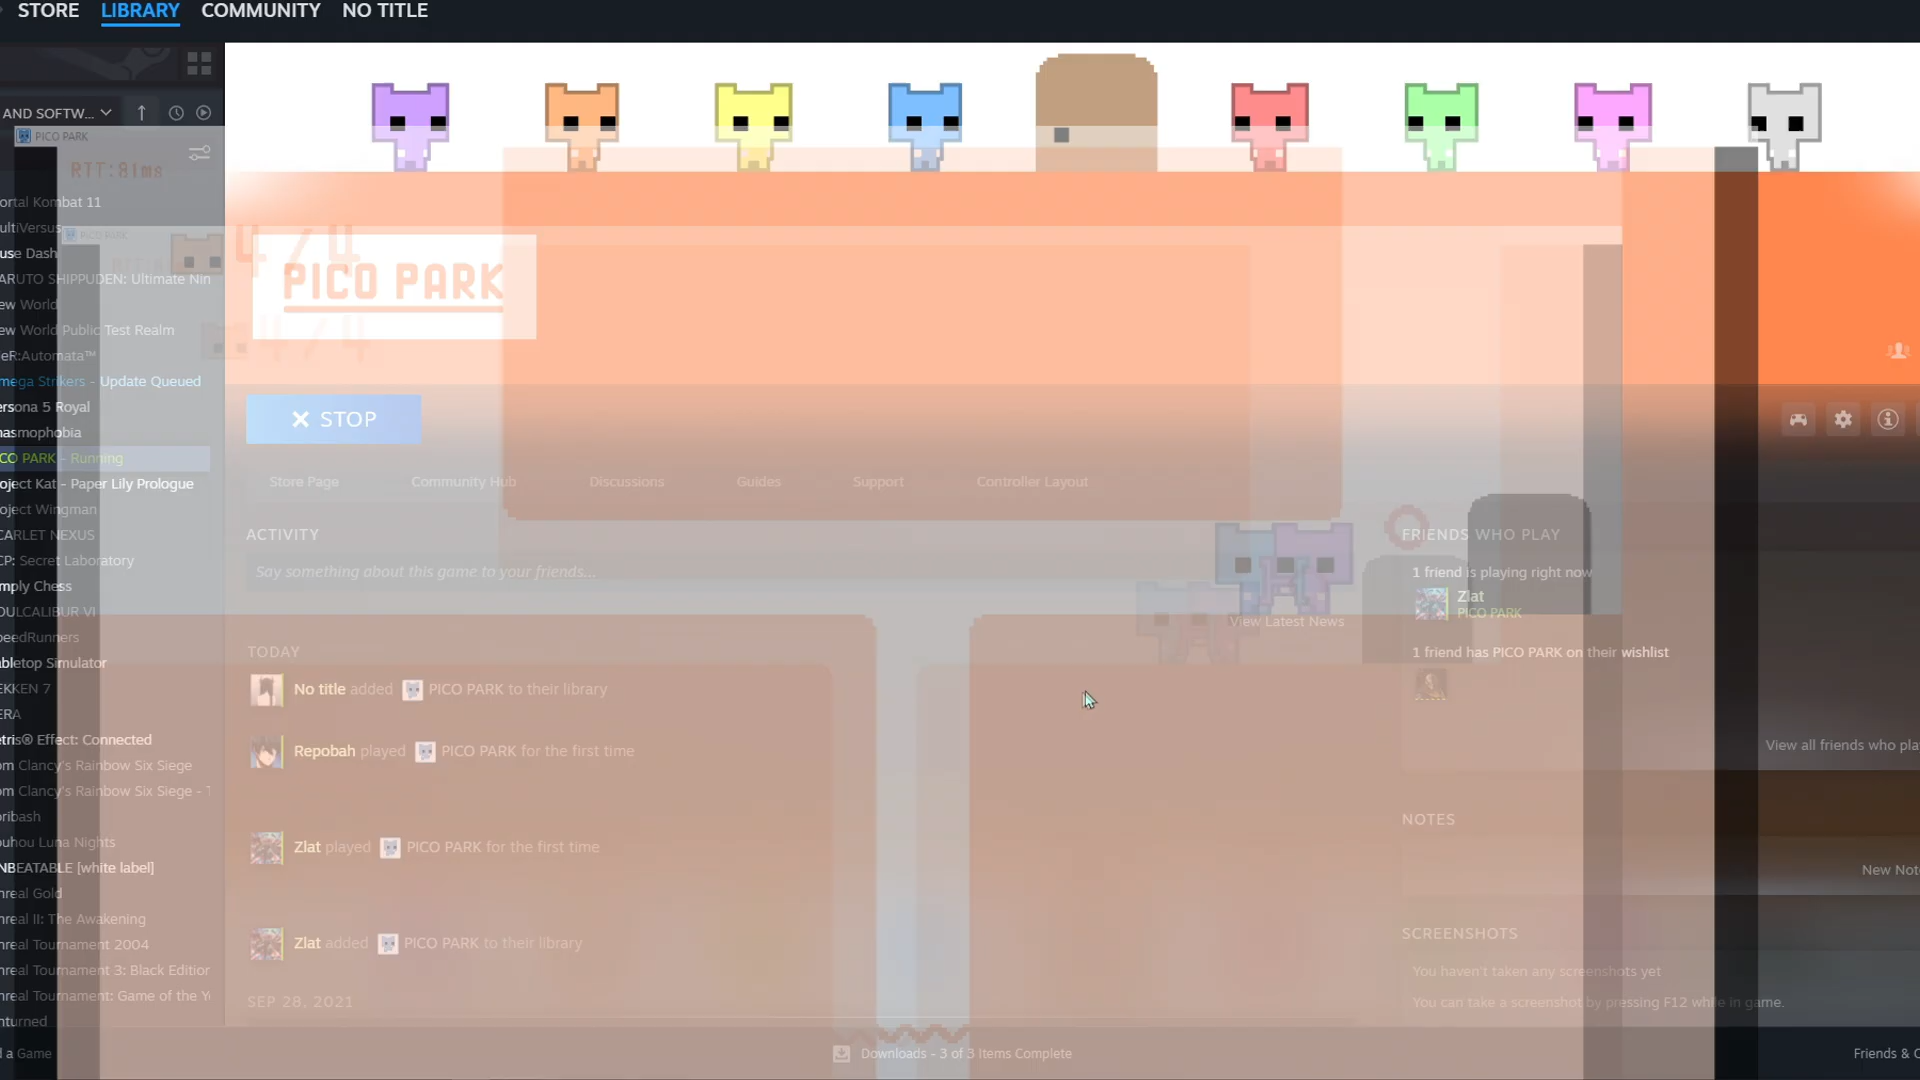 STORE LIBRARY COMMUNITY NO TITLE
AND SOFTW...
PICO PARK
RTT:81ms
ortal Kombat 11
ultiVersus
PICO PARK
use Dash
4/4
PICO PARK
ARUTO SHIPPUDEN: Ultimate Nin
ew World
ew World Public Test Realm
4/4
eR:Automata™
mega Strikers - Update Queued
ersona 5 Royal
STOP
hasmophobia
CO PARK - Running
oject Kat - Paper Lily Prologue
Store Page Community Hub Discussions Guides Support Controller Layout
oject Wingman
CARLET NEXUS
ACTIVITY
FRIENDS WHO PLAY
CP: Secret Laboratory
Say something about this game to your friends...
1 friend is playing right now
mply Chess
Zlat
PICO PARK
OULCALIBUR VI
View Latest News
peedRunners
TODAY
1 friend has PICO PARK on their wishlist
abletop Simulator
EKKEN 7
No title added PICO PARK to their library
ERA
etris® Effect: Connected
Repobah played PICO PARK for the first time
View all friends who pla
om Clancy's Rainbow Six Siege
om Clancy's Rainbow Six Siege - T
oribash
NOTES
ouhou Luna Nights
Zlat played PICO PARK for the first time
NBEATABLE [white label]
New Note
nreal Gold
nreal II: The Awakening
SCREENSHOTS
nreal Tournament 2004
Zlat added PICO PARK to their library
nreal Tournament 3: Black Edition
You haven't taken any screenshots yet
nreal Tournament: Game of the Y
SEP 28, 2021
You can take a screenshot by pressing F12 while in game.
nturned
d a Game
Downloads - 3 of 3 Items Complete
Friends & C